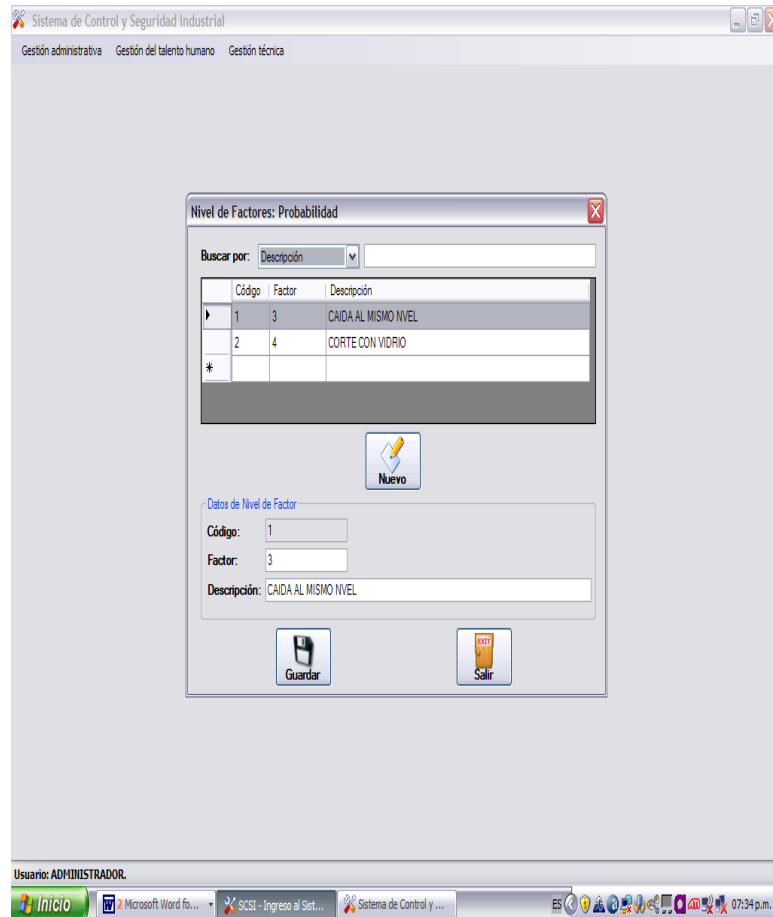 Sistema de Control y Seguridad Industrial
Gestión administrativa Gestión del talento humano Gestión técnica
Nivel de Factores: Probabilidad
Buscar por: Descripción
Código Factor Descripción
1 3 CAIDA AL MISMO NVEL
2 4 CORTE CON VIDRIO
*
Nuevo
Datos de Nivel de Factor
Código: 1
Factor: 3
Descripción: CAIDA AL MISMO NVEL
EXIT
Guardar Salir
Usuario: ADMINISTRADOR.
Inicio 2 Microsoft Word fo... SCSI - Ingreso al Sist... Sistema de Control y ... ES 07:34 p.m.